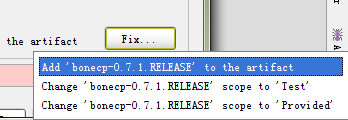 the artifact Fix...
Add 'bonecp-0.7.1.RELEASE' to the artifact
Change 'bonecp-0.7.1.RELEASE' scope to 'Test'
Change 'bonecp-0.7.1.RELEASE' scope to 'Provided'